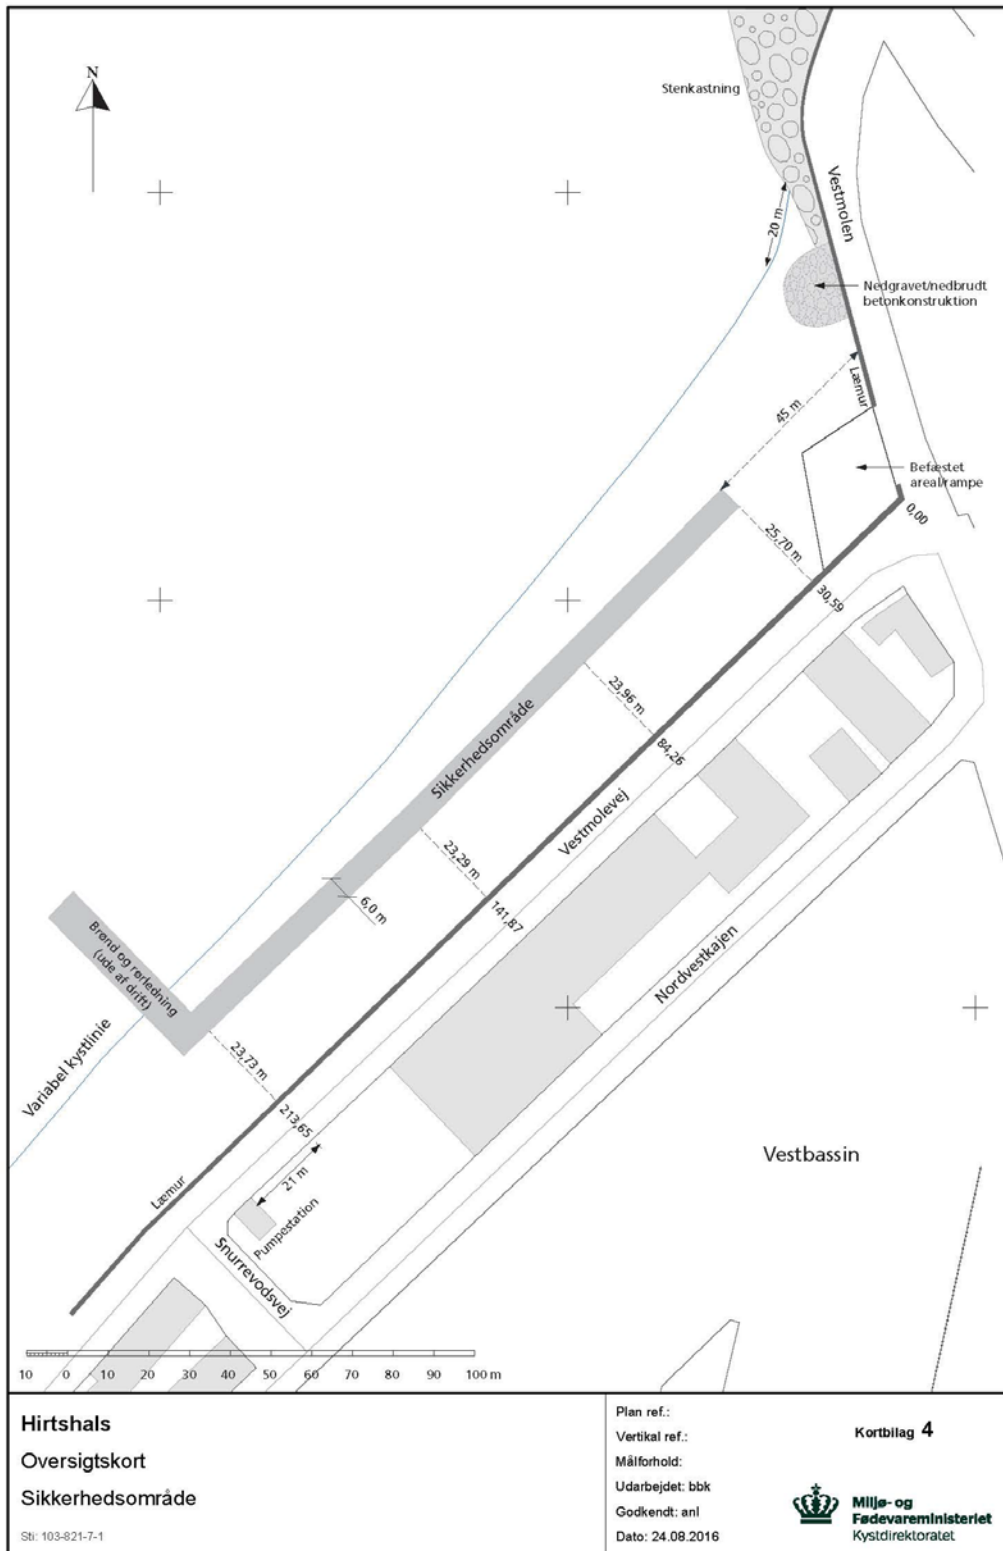 N
Stenkastning
20 m
Vestmolen
Nedgravet/nedbrudt
betonkonstruktion
Læmur
45 m
Befæstet
areal/rampe
0,00
25,70 m
30,59
23,96 m
84,26
Sikkerhedsområde
Vestmolevej
23,29 m
141,87
6,0 m
Nordvestkajen
Brønd og rørledning
(ude af drift)
Variabel kystlinie
23,73 m
213,65
Vestbassin
21 m
Læmur
Pumpestation
Snurrevodsvej
10 0 10 20 30 40 50 60 70 80 90 100 m
Hirtshals
Oversigtskort
Sikkerhedsområde
Sti: 103-821-7-1
Plan ref.:
Vertikal ref.:
Målforhold:
Udarbejdet: bbk
Godkendt: anl
Dato: 24.08.2016
Kortbilag 4
Miljø- og
Fødevareministeriet
Kystdirektoratet